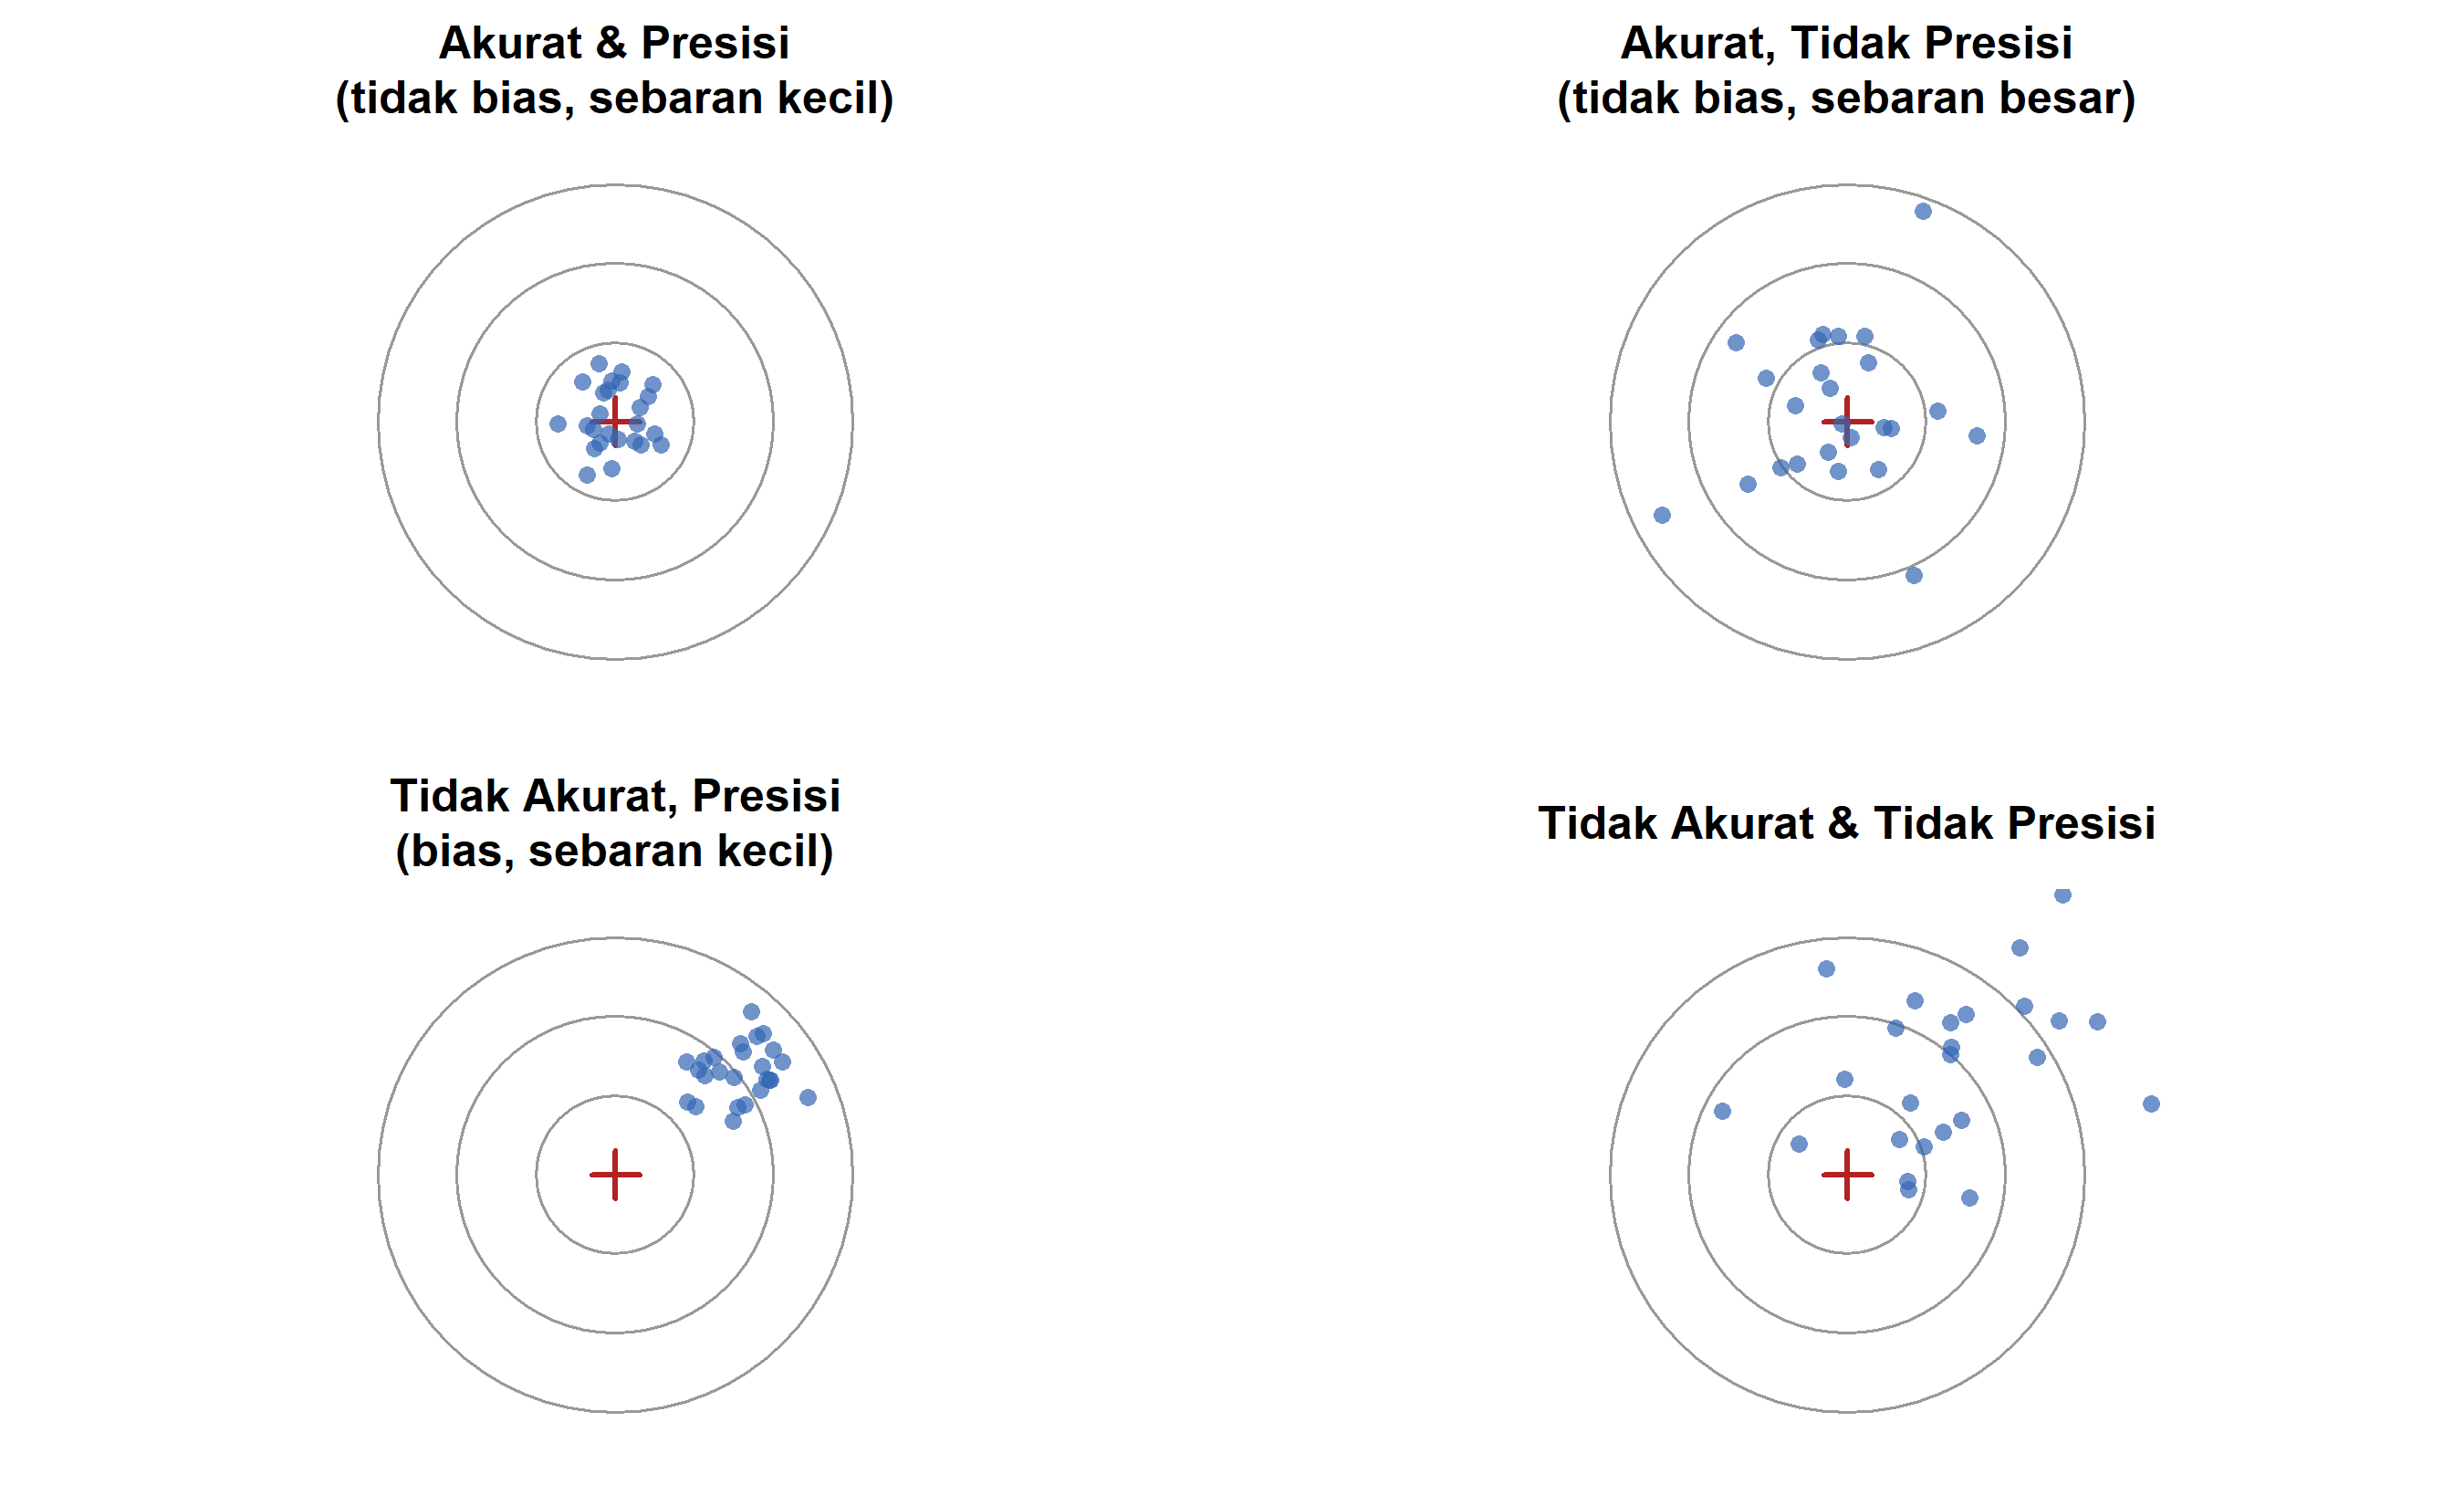 Akurat & Presisi
(tidak bias, sebaran kecil)
Akurat, Tidak Presisi
(tidak bias, sebaran besar)
Tidak Akurat, Presisi
(bias, sebaran kecil)
Tidak Akurat & Tidak Presisi